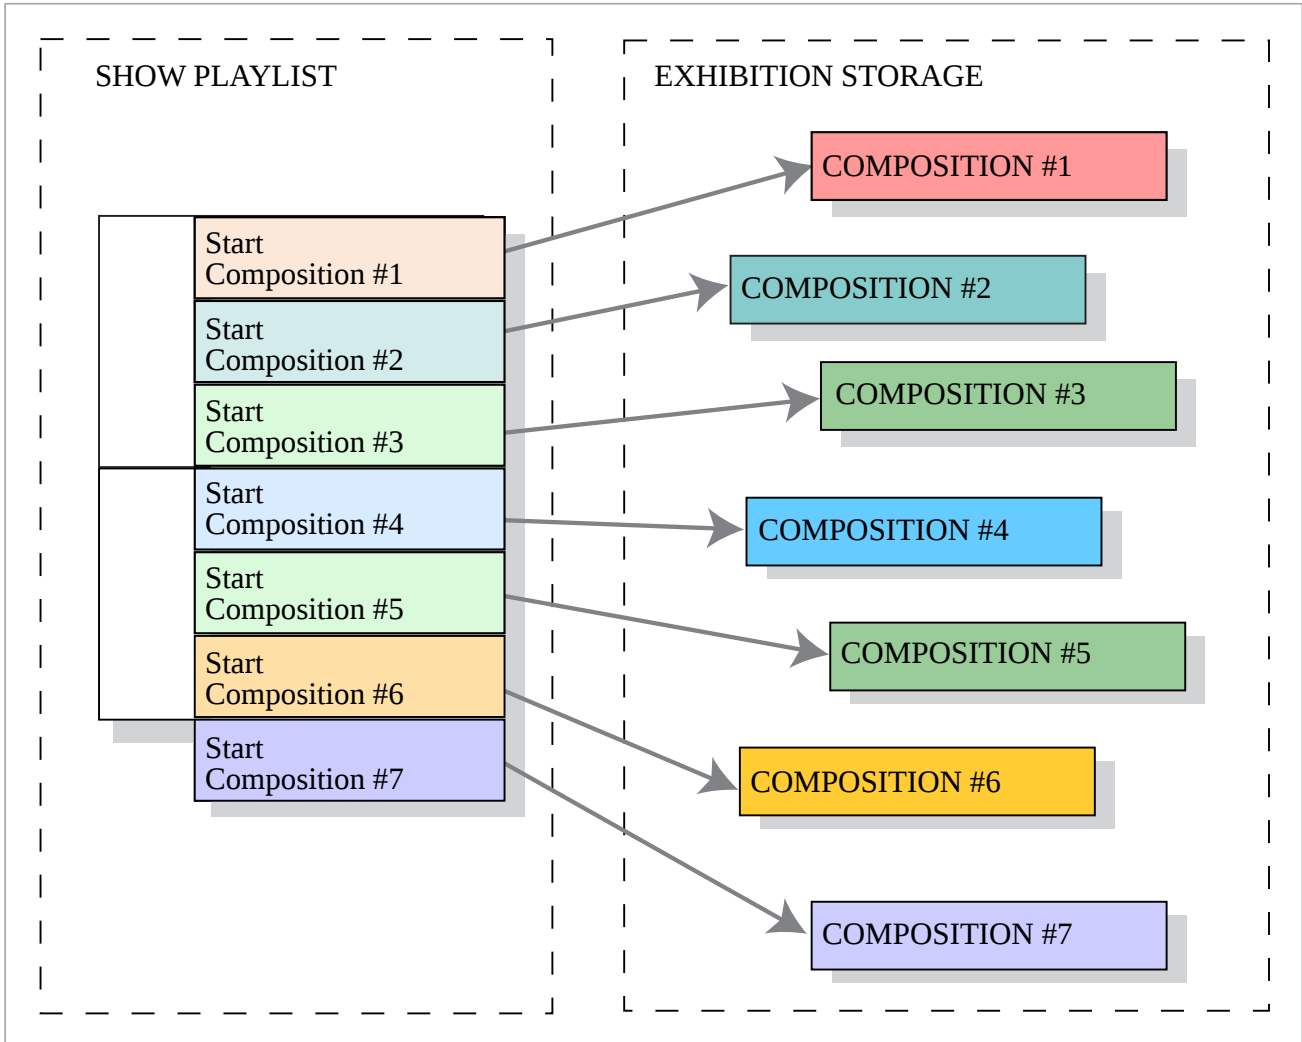 SHOW PLAYLIST
Start
Composition #1
Start
Composition #2
Start
Composition #3
Start
Composition #4
Start
Composition #5
Start
Composition #6
Start
Composition #7
EXHIBITION STORAGE
COMPOSITION #1
COMPOSITION #2
COMPOSITION #3
COMPOSITION #4
COMPOSITION #5
COMPOSITION #6
COMPOSITION #7